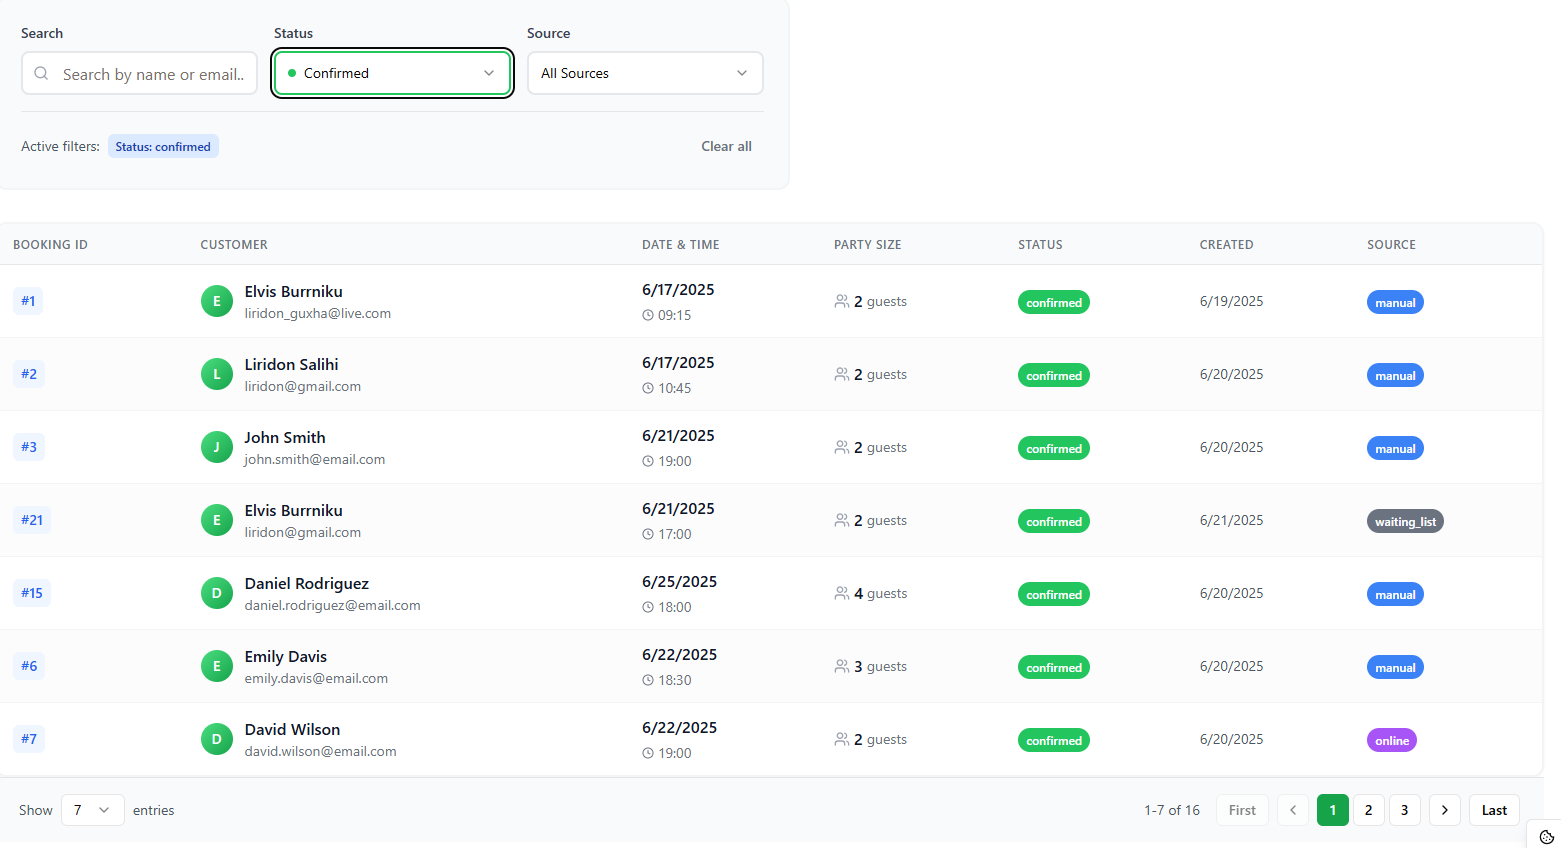 Search
Status
Source
Search by name or email..
Confirmed
All Sources
Active filters:
Status: confirmed
Clear all
BOOKING ID
CUSTOMER
DATE & TIME
PARTY SIZE
STATUS
CREATED
SOURCE
#1
E
Elvis Burrniku
liridon_guxha@live.com
6/17/2025
09:15
2 guests
confirmed
6/19/2025
manual
#2
L
Liridon Salihi
liridon@gmail.com
6/17/2025
10:45
2 guests
confirmed
6/20/2025
manual
#3
J
John Smith
john.smith@email.com
6/21/2025
19:00
2 guests
confirmed
6/20/2025
manual
#21
E
Elvis Burrniku
liridon@gmail.com
6/21/2025
17:00
2 guests
confirmed
6/21/2025
waiting_list
#15
D
Daniel Rodriguez
daniel.rodriguez@email.com
6/25/2025
18:00
4 guests
confirmed
6/20/2025
manual
#6
E
Emily Davis
emily.davis@email.com
6/22/2025
18:30
3 guests
confirmed
6/20/2025
manual
#7
D
David Wilson
david.wilson@email.com
6/22/2025
19:00
2 guests
confirmed
6/20/2025
online
Show 7 entries
1-7 of 16
First
1
2
3
Last